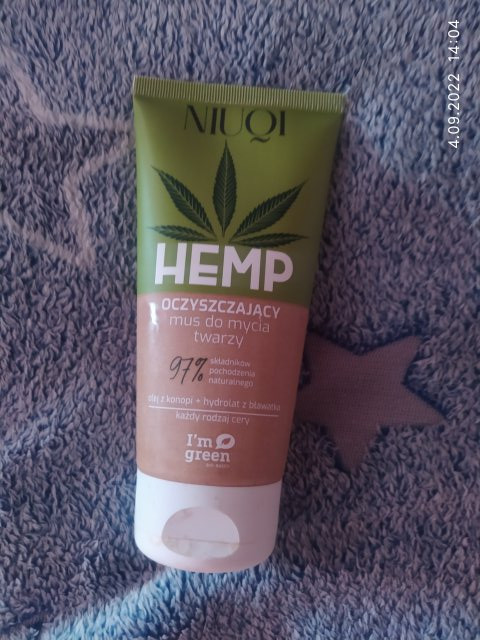 4.09.2022 14:04
NIUQI
HEMP
OCZYSZCZAJĄCY
mus do mycia
twarzy
97%
składników
pochodzenia
naturalnego
olej z konopi + hydrolat z bławatka
każdy rodzaj cery
I'm
green